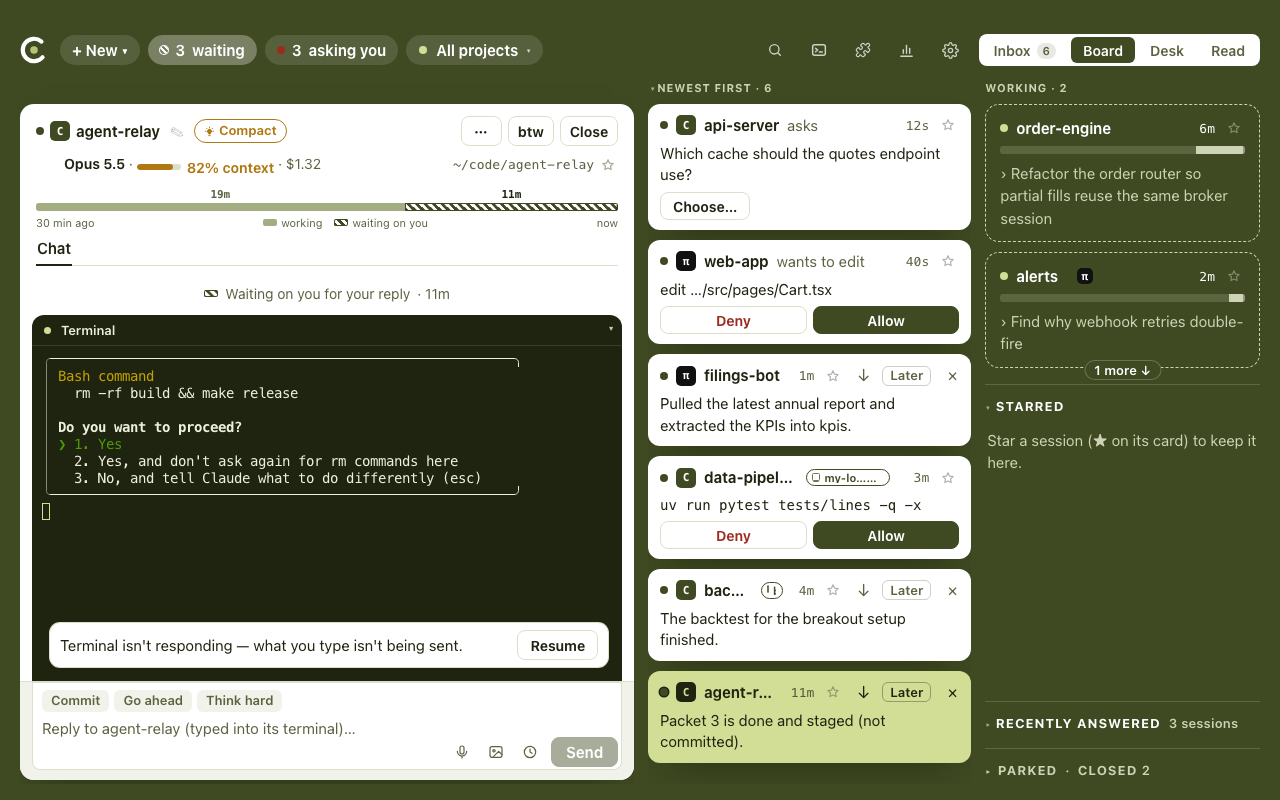 + New ▾
3 waiting
3 asking you
All projects
Inbox 6
Board
Desk
Read
C agent-relay
Compact
...
btw
Close
Opus 5.5 · 82% context · $1.32
~/code/agent-relay
19m
11m
30 min ago
working
waiting on you
now
Chat
Waiting on you for your reply · 11m
Terminal
Bash command
rm -rf build && make release
Do you want to proceed?
❯ 1. Yes
2. Yes, and don't ask again for rm commands here
3. No, and tell Claude what to do differently (esc)
Terminal isn't responding — what you type isn't being sent.
Resume
Commit
Go ahead
Think hard
Reply to agent-relay (typed into its terminal)…
Send
NEWEST FIRST · 6
C api-server asks 12s
Which cache should the quotes endpoint
use?
Choose…
π web-app wants to edit 40s
edit …/src/pages/Cart.tsx
Deny
Allow
π filings-bot 1m
Later ×
Pulled the latest annual report and
extracted the KPIs into kpis.
C data-pipel… my-lo…… 3m
uv run pytest tests/lines -q -x
Deny
Allow
C bac… 4m
Later ×
The backtest for the breakout setup
finished.
C agent-r… 11m
Later ×
Packet 3 is done and staged (not
committed).
WORKING · 2
order-engine 6m
› Refactor the order router so
partial fills reuse the same broker
session
alerts π 2m
› Find why webhook retries double-
fire
1 more ↓
STARRED
Star a session (★ on its card) to keep it
here.
RECENTLY ANSWERED 3 sessions
PARKED · CLOSED 2